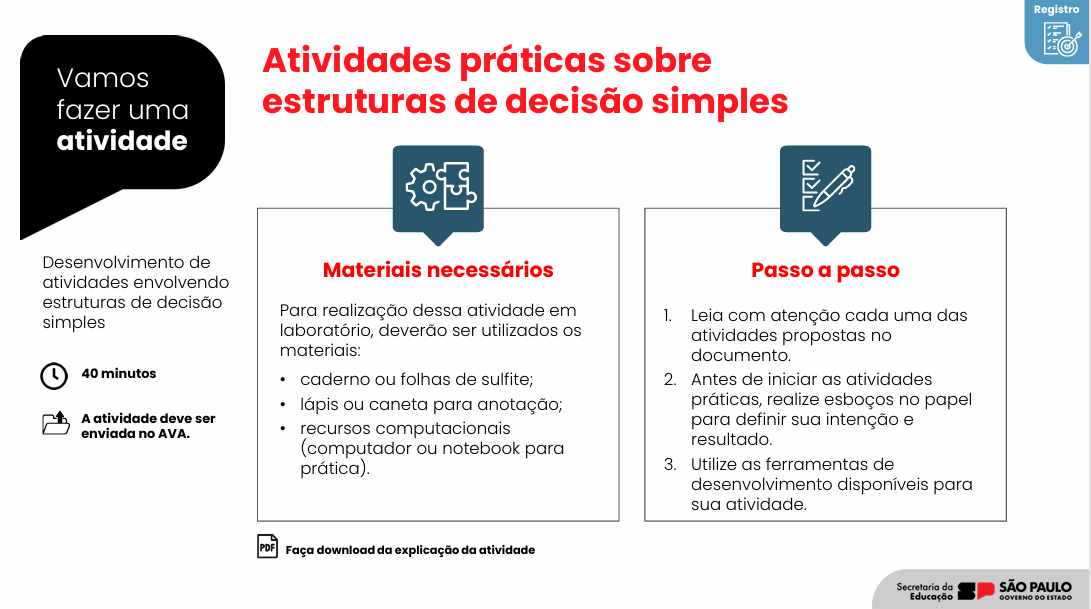 Registro
Vamos
fazer uma
atividade
Atividades práticas sobre
estruturas de decisão simples
Desenvolvimento de
atividades envolvendo
estruturas de decisão
simples
40 minutos
A atividade deve ser
enviada no AVA.
Materiais necessários
Para realização dessa atividade em
laboratório, deverão ser utilizados os
materiais:
• caderno ou folhas de sulfite;
• lápis ou caneta para anotação;
• recursos computacionais
(computador ou notebook para
prática).
Passo a passo
1. Leia com atenção cada uma das
atividades propostas no
documento.
2. Antes de iniciar as atividades
práticas, realize esboços no papel
para definir sua intenção e
resultado.
3. Utilize as ferramentas de
desenvolvimento disponíveis para
sua atividade.
PDF
Faça download da explicação da atividade
Secretaria da
Educação
SP
SÃO PAULO
GOVERNO DO ESTADO